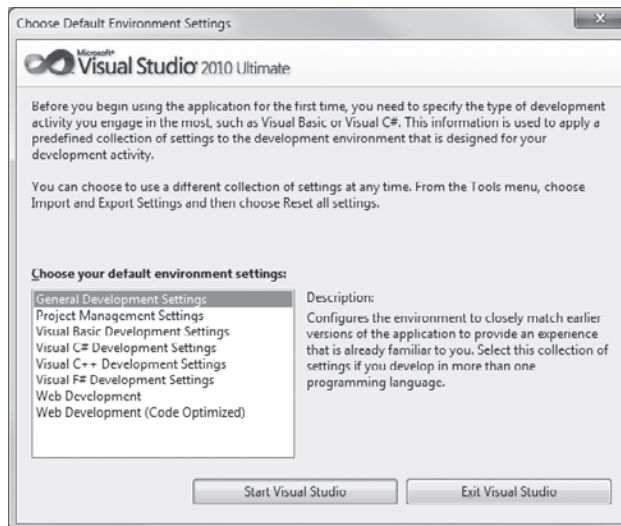 Choose Default Environment Settings
Microsoft®
Visual Studio® 2010 Ultimate
Before you begin using the application for the first time, you need to specify the type of development
activity you engage in the most, such as Visual Basic or Visual C#. This information is used to apply a
predefined collection of settings to the development environment that is designed for your
development activity.
You can choose to use a different collection of settings at any time. From the Tools menu, choose
Import and Export Settings and then choose Reset all settings.
Choose your default environment settings:
General Development Settings
Project Management Settings
Visual Basic Development Settings
Visual C# Development Settings
Visual C++ Development Settings
Visual F# Development Settings
Web Development
Web Development (Code Optimized)
Description:
Configures the environment to closely match earlier
versions of the application to provide an experience
that is already familiar to you. Select this collection of
settings if you develop in more than one
programming language.
Start Visual Studio
Exit Visual Studio